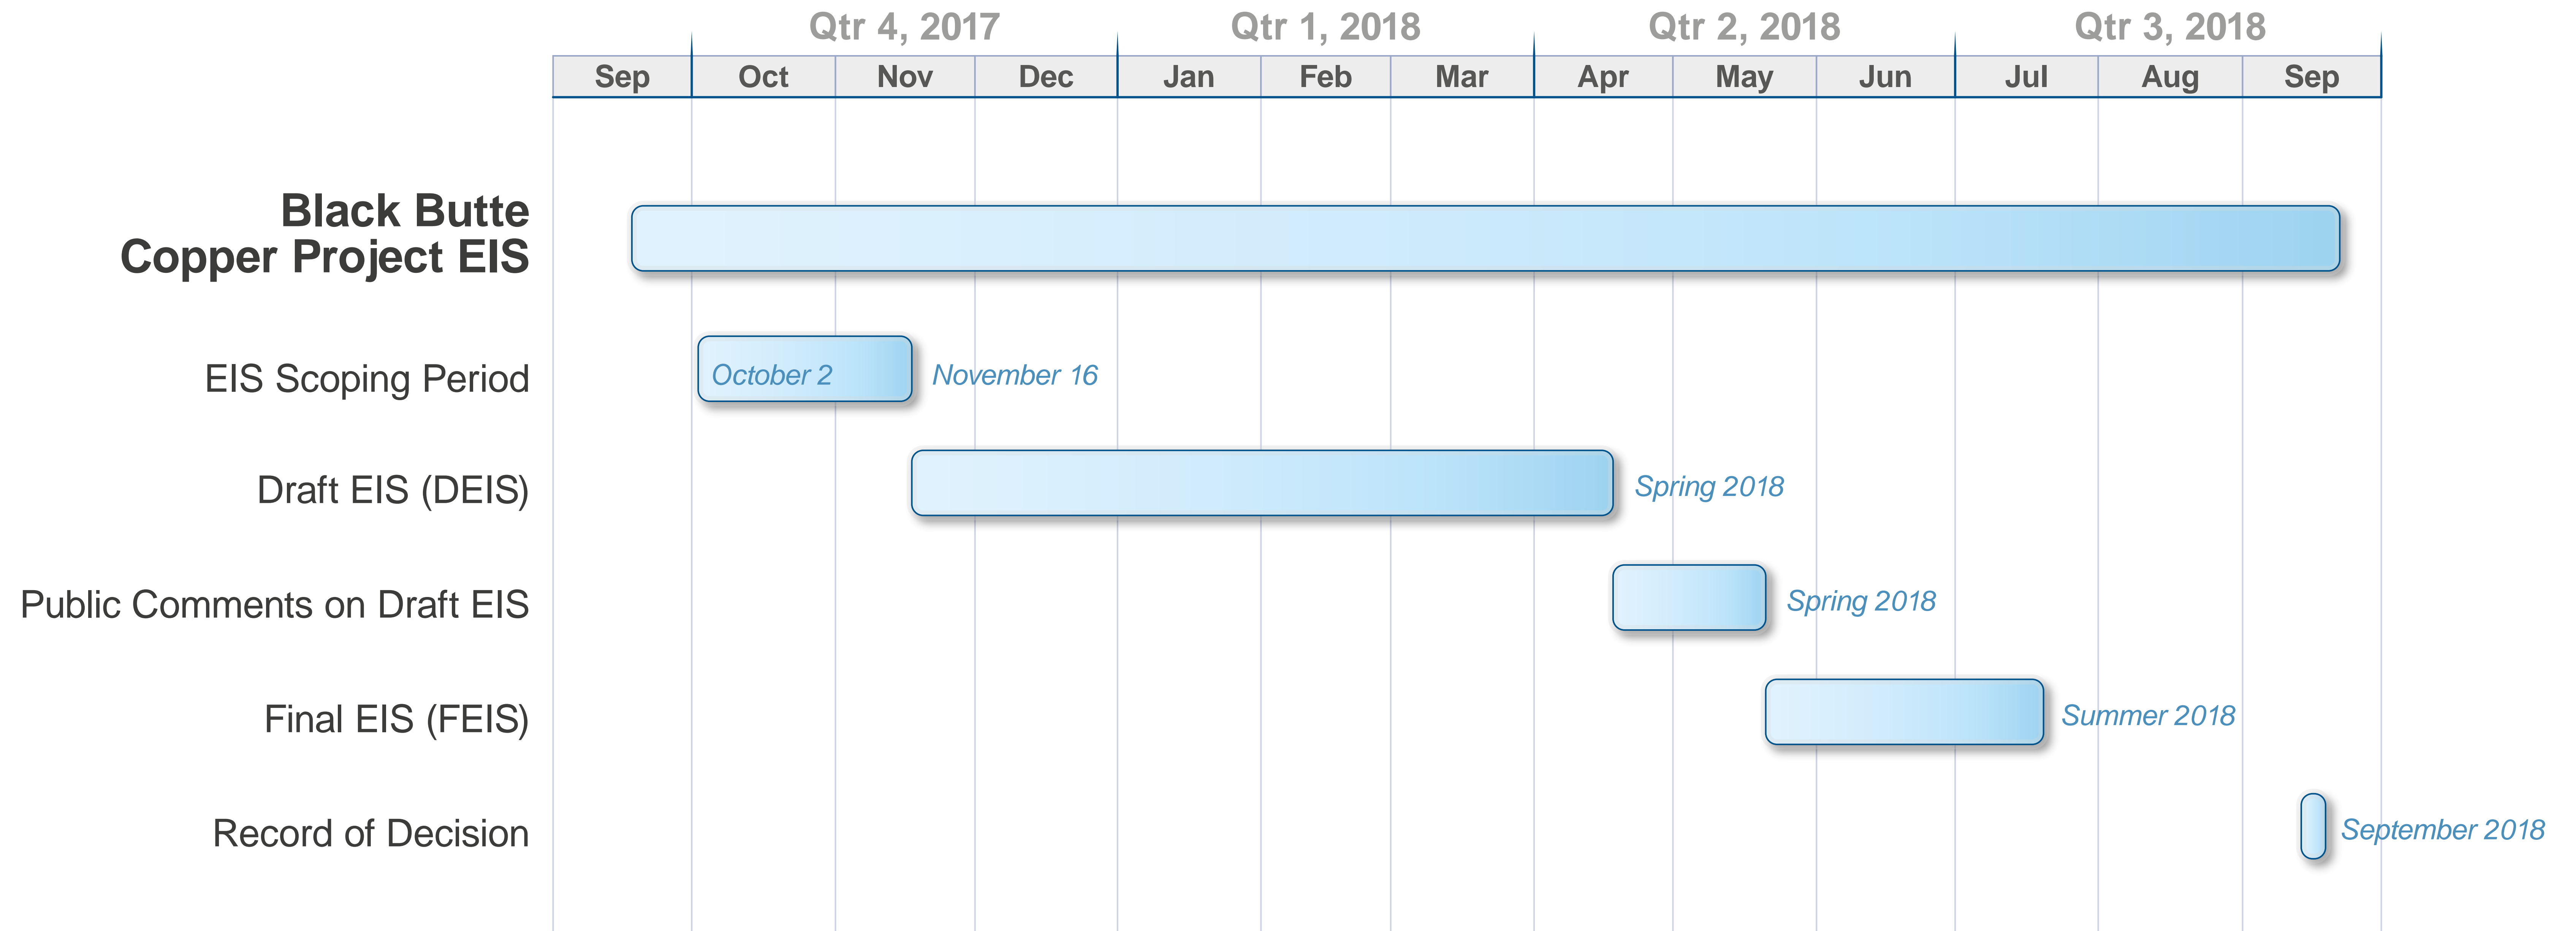 Qtr 4, 2017 Qtr 1, 2018 Qtr 2, 2018 Qtr 3, 2018
Sep Oct Nov Dec Jan Feb Mar Apr May Jun Jul Aug Sep
Black Butte
Copper Project EIS
EIS Scoping Period October 2 November 16
Draft EIS (DEIS) Spring 2018
Public Comments on Draft EIS Spring 2018
Final EIS (FEIS) Summer 2018
Record of Decision September 2018